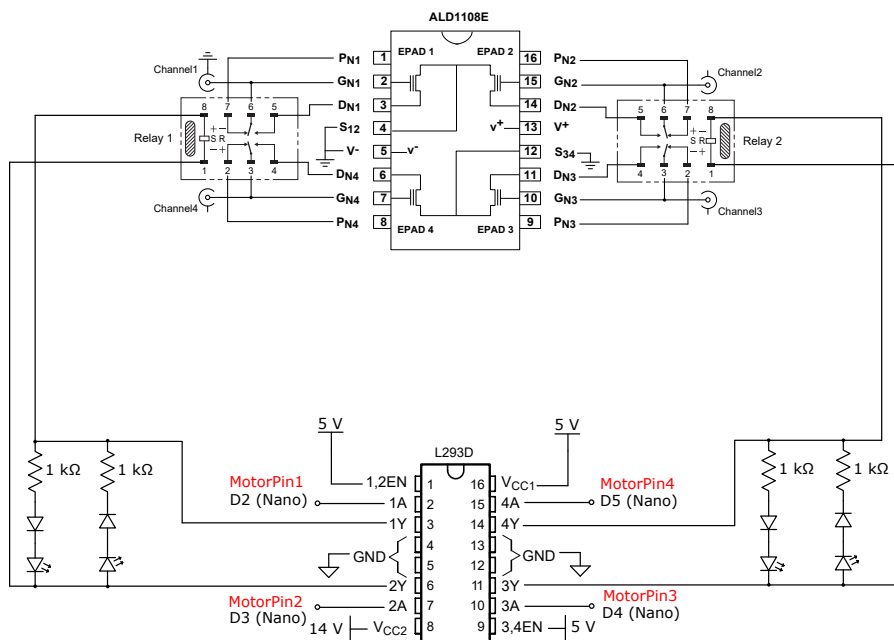 ALD1108E
EPAD 1
EPAD 2
EPAD 4
EPAD 3
PN1 1
GN1 2
DN1 3
S12 4
V- 5 v-
DN4 6
GN4 7
PN4 8
16 PN2
15 GN2
14 DN2
v+ 13 V+
12 S34
11 DN3
10 GN3
9 PN3
Channel1
8 7 6 5
+ −
S R
− +
Relay 1
1 2 3 4
Channel4
Channel2
5 6 7 8
+ −
S R
− +
Relay 2
4 3 2 1
Channel3
1 kΩ
1 kΩ
1 kΩ
1 kΩ
5 V
L293D
5 V
1,2EN 1
MotorPin1
D2 (Nano)
1A 2
1Y 3
GND
4
5
2Y 6
MotorPin2
D3 (Nano)
2A 7
14 V VCC2 8
16 VCC1
MotorPin4
15 4A D5 (Nano)
14 4Y
13
12
GND
11 3Y
MotorPin3
10 3A D4 (Nano)
9 3,4EN 5 V